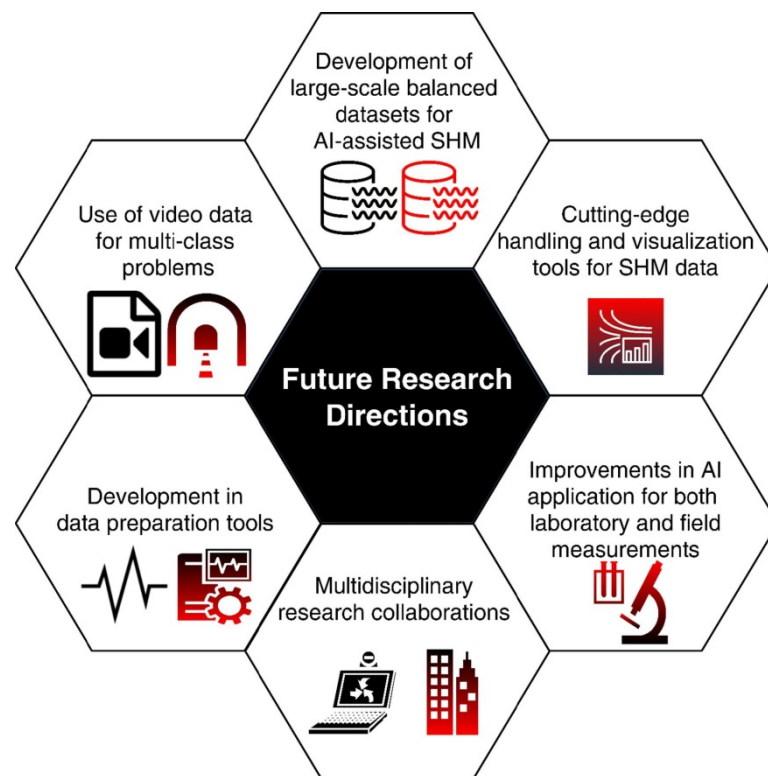 Development of
large-scale balanced
datasets for
AI-assisted SHM
Use of video data
for multi-class
problems
Cutting-edge
handling and visualization
tools for SHM data
Future Research
Directions
Development in
data preparation tools
Improvements in AI
application for both
laboratory and field
measurements
Multidisciplinary
research collaborations